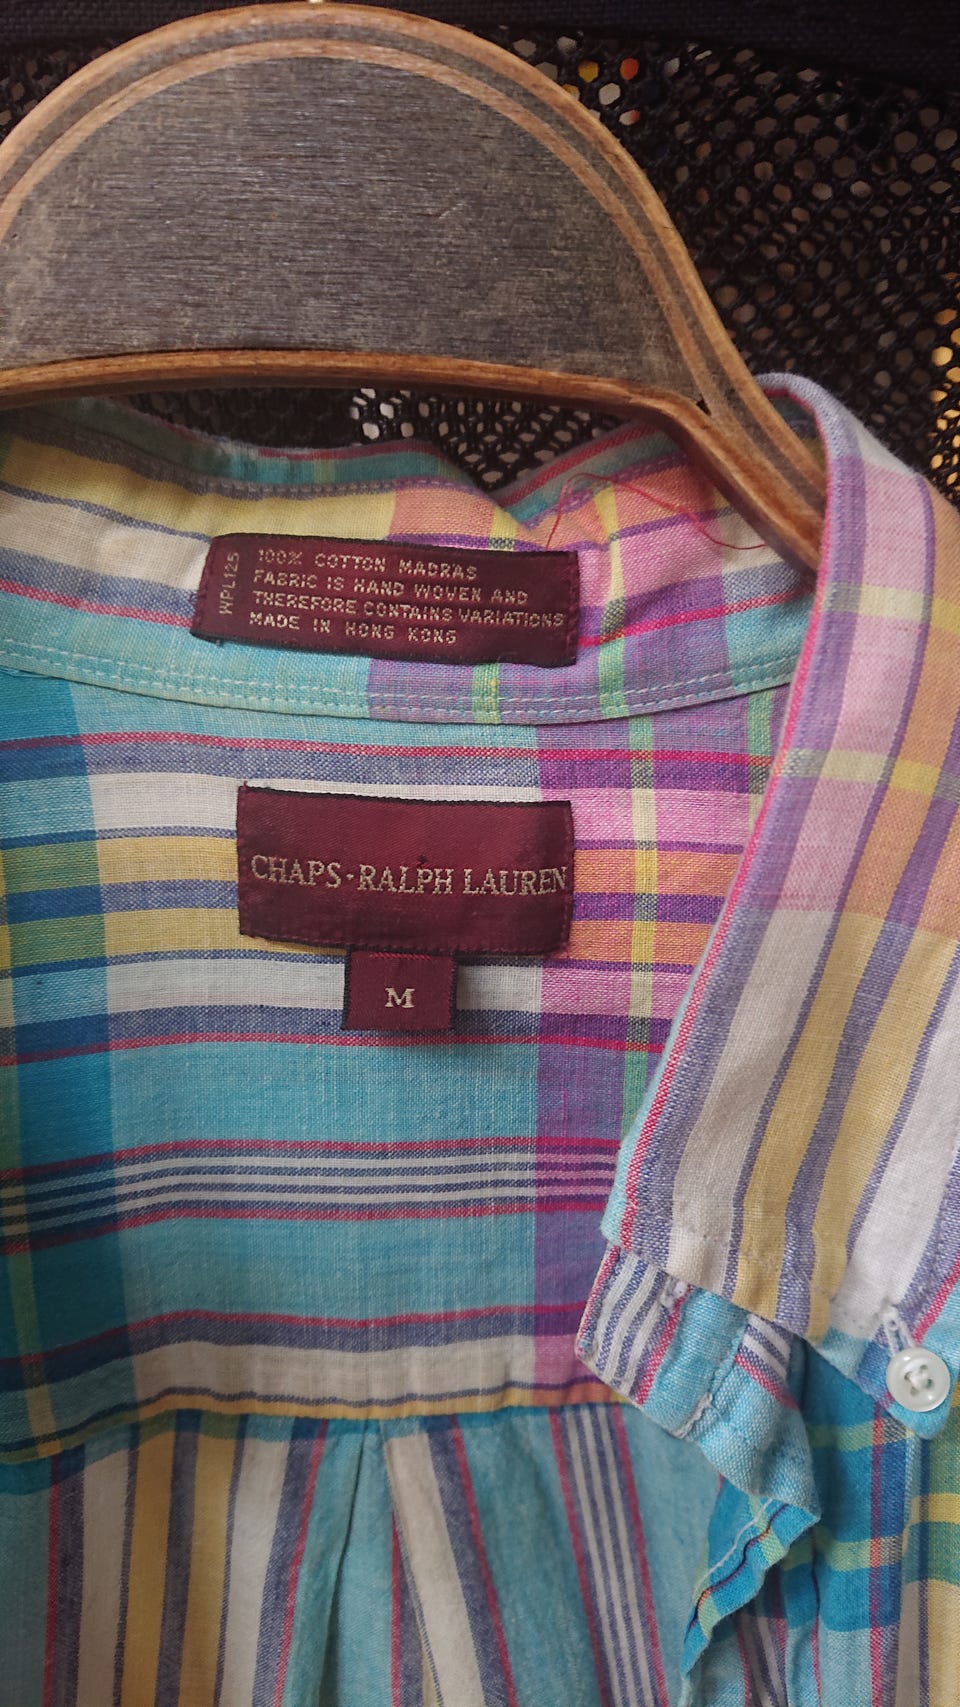 WPL125
100% COTTON MADRAS
FABRIC IS HAND WOVEN AND
THEREFORE CONTAINS VARIATIONS
MADE IN HONG KONG
CHAPS-RALPH LAUREN
M